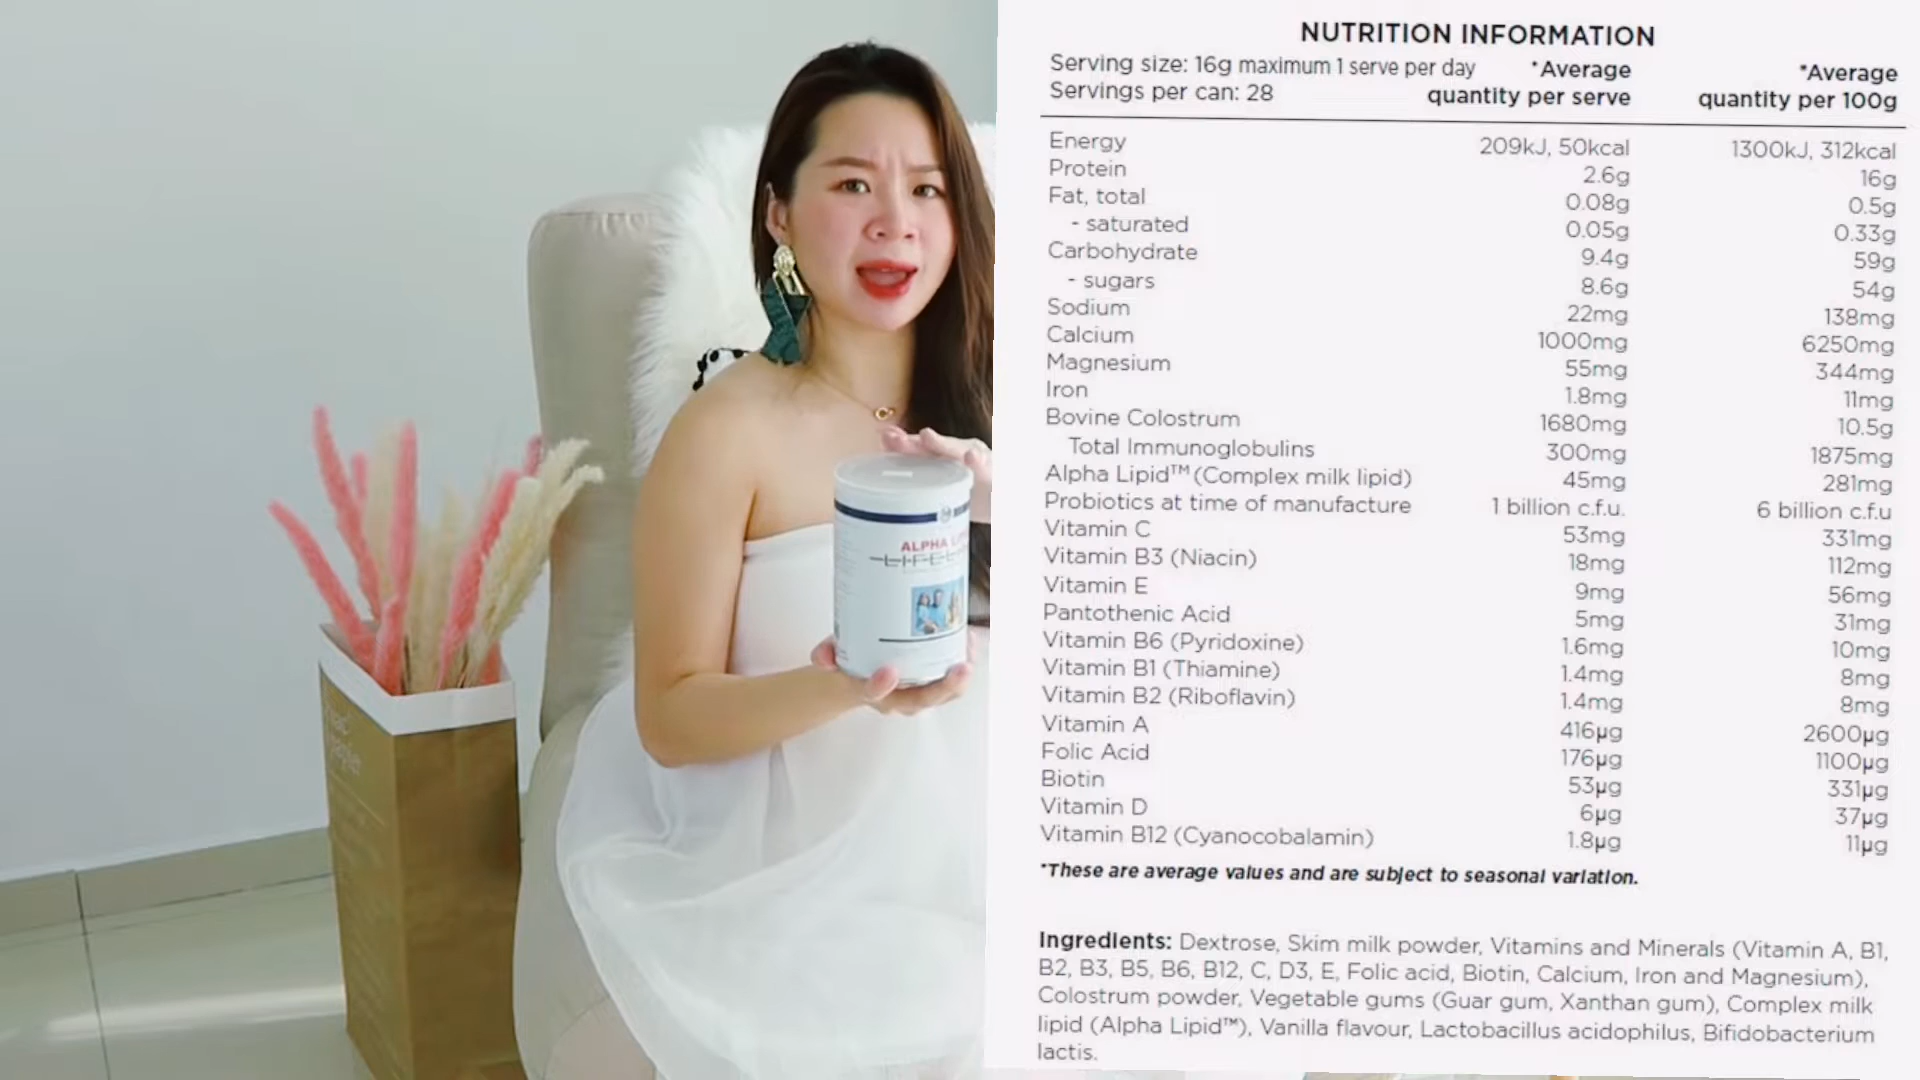 NUTRITION INFORMATION
Serving size: 16g maximum 1 serve per day *Average quantity per serve *Average quantity per 100g
Servings per can: 28
Energy 209kJ, 50kcal 1300kJ, 312kcal
Protein 2.6g 16g
Fat, total 0.08g 0.5g
- saturated 0.05g 0.33g
Carbohydrate 9.4g 59g
- sugars 8.6g 54g
Sodium 22mg 138mg
Calcium 1000mg 6250mg
Magnesium 55mg 344mg
Iron 1.8mg 11mg
Bovine Colostrum 1680mg 10.5g
Total Immunoglobulins 300mg 1875mg
Alpha Lipid™ (Complex milk lipid) 45mg 281mg
Probiotics at time of manufacture 1 billion c.f.u. 6 billion c.f.u
Vitamin C 53mg 331mg
Vitamin B3 (Niacin) 18mg 112mg
Vitamin E 9mg 56mg
Pantothenic Acid 5mg 31mg
Vitamin B6 (Pyridoxine) 1.6mg 10mg
Vitamin B1 (Thiamine) 1.4mg 8mg
Vitamin B2 (Riboflavin) 1.4mg 8mg
Vitamin A 416µg 2600µg
Folic Acid 176µg 1100µg
Biotin 53µg 331µg
Vitamin D 6µg 37µg
Vitamin B12 (Cyanocobalamin) 1.8µg 11µg
*These are average values and are subject to seasonal variation.
Ingredients: Dextrose, Skim milk powder, Vitamins and Minerals (Vitamin A, B1,
B2, B3, B5, B6, B12, C, D3, E, Folic acid, Biotin, Calcium, Iron and Magnesium),
Colostrum powder, Vegetable gums (Guar gum, Xanthan gum), Complex milk
lipid (Alpha Lipid™), Vanilla flavour, Lactobacillus acidophilus, Bifidobacterium
lactis.
ALPHA